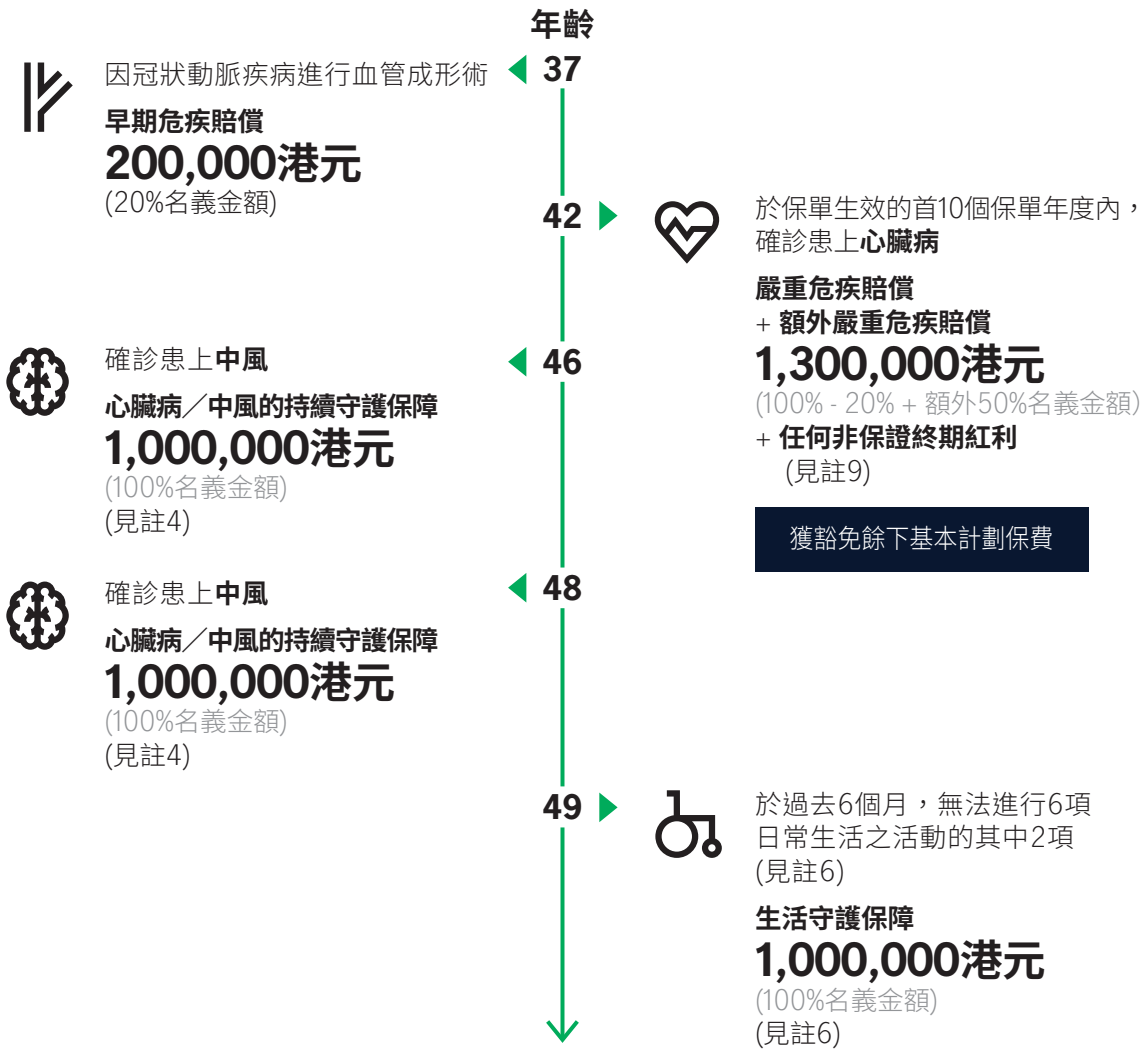 年齡
37
因冠狀動脈疾病進行血管成形術
早期危疾賠償
200,000港元
(20%名義金額)
42
於保單生效的首10個保單年度內，
確診患上心臟病
嚴重危疾賠償
+ 額外嚴重危疾賠償
1,300,000港元
(100% - 20% + 額外50%名義金額)
+ 任何非保證終期紅利
(見註9)
獲豁免餘下基本計劃保費
46
確診患上中風
心臟病／中風的持續守護保障
1,000,000港元
(100%名義金額)
(見註4)
48
確診患上中風
心臟病／中風的持續守護保障
1,000,000港元
(100%名義金額)
(見註4)
49
於過去6個月，無法進行6項
日常生活之活動的其中2項
(見註6)
生活守護保障
1,000,000港元
(100%名義金額)
(見註6)